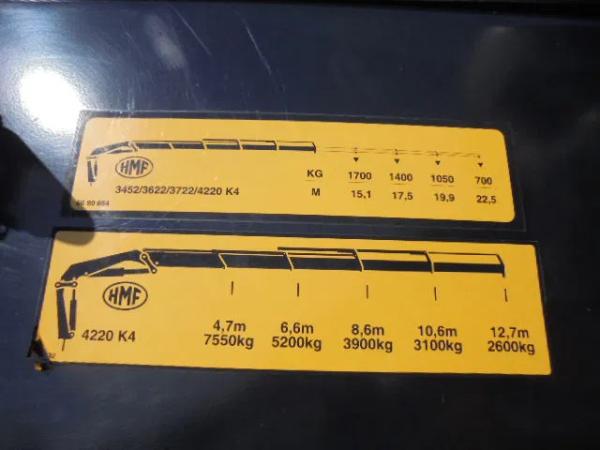 HMF
KG 1700 1400 1050 700
3452/3622/3722/4220 K4
M 15,1 17,5 19,9 22,5
HMF
4220 K4
4,7m 6,6m 8,6m 10,6m 12,7m
7550kg 5200kg 3900kg 3100kg 2600kg